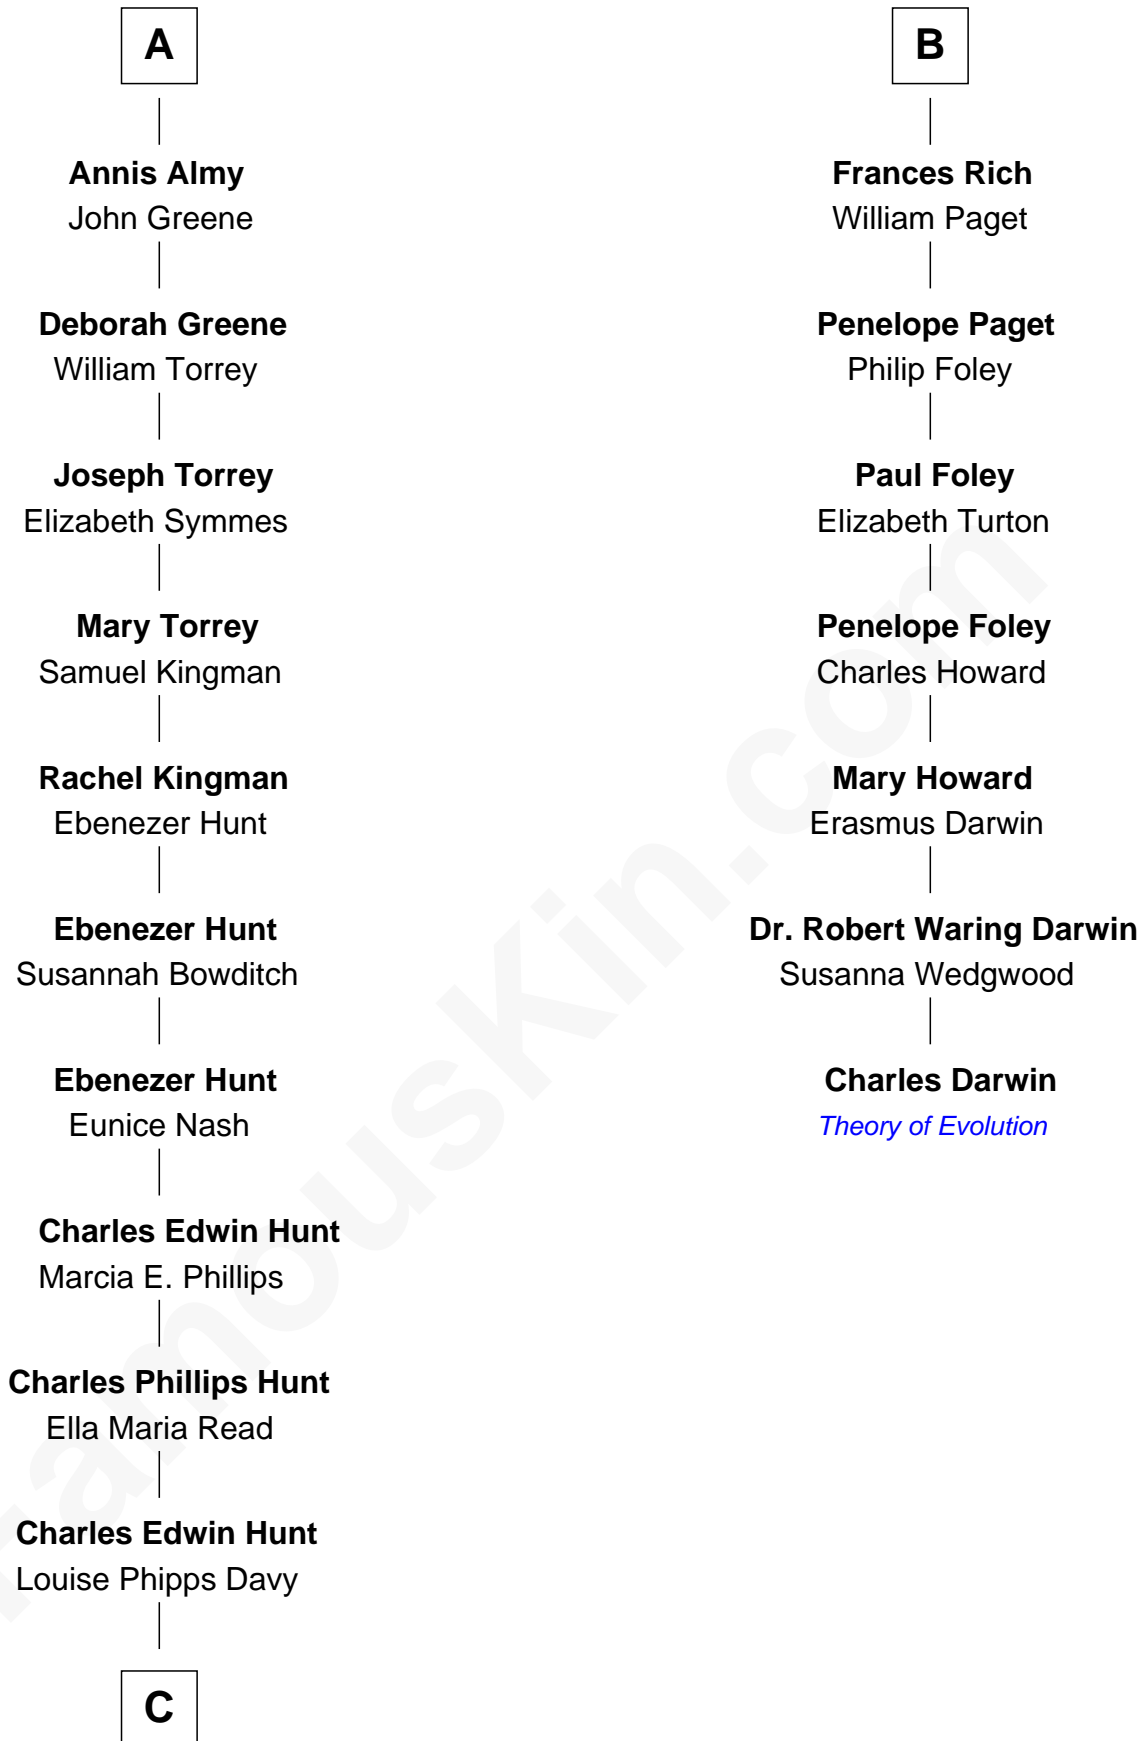 A
Annis Almy
John Greene
Deborah Greene
William Torrey
Joseph Torrey
Elizabeth Symmes
Mary Torrey
Samuel Kingman
Rachel Kingman
Ebenezer Hunt
Ebenezer Hunt
Susannah Bowditch
Ebenezer Hunt
Eunice Nash
Charles Edwin Hunt
Marcia E. Phillips
Charles Phillips Hunt
Ella Maria Read
Charles Edwin Hunt
Louise Phipps Davy
C
B
Frances Rich
William Paget
Penelope Paget
Philip Foley
Paul Foley
Elizabeth Turton
Penelope Foley
Charles Howard
Mary Howard
Erasmus Darwin
Dr. Robert Waring Darwin
Susanna Wedgwood
Charles Darwin
Theory of Evolution
FamousKin.com